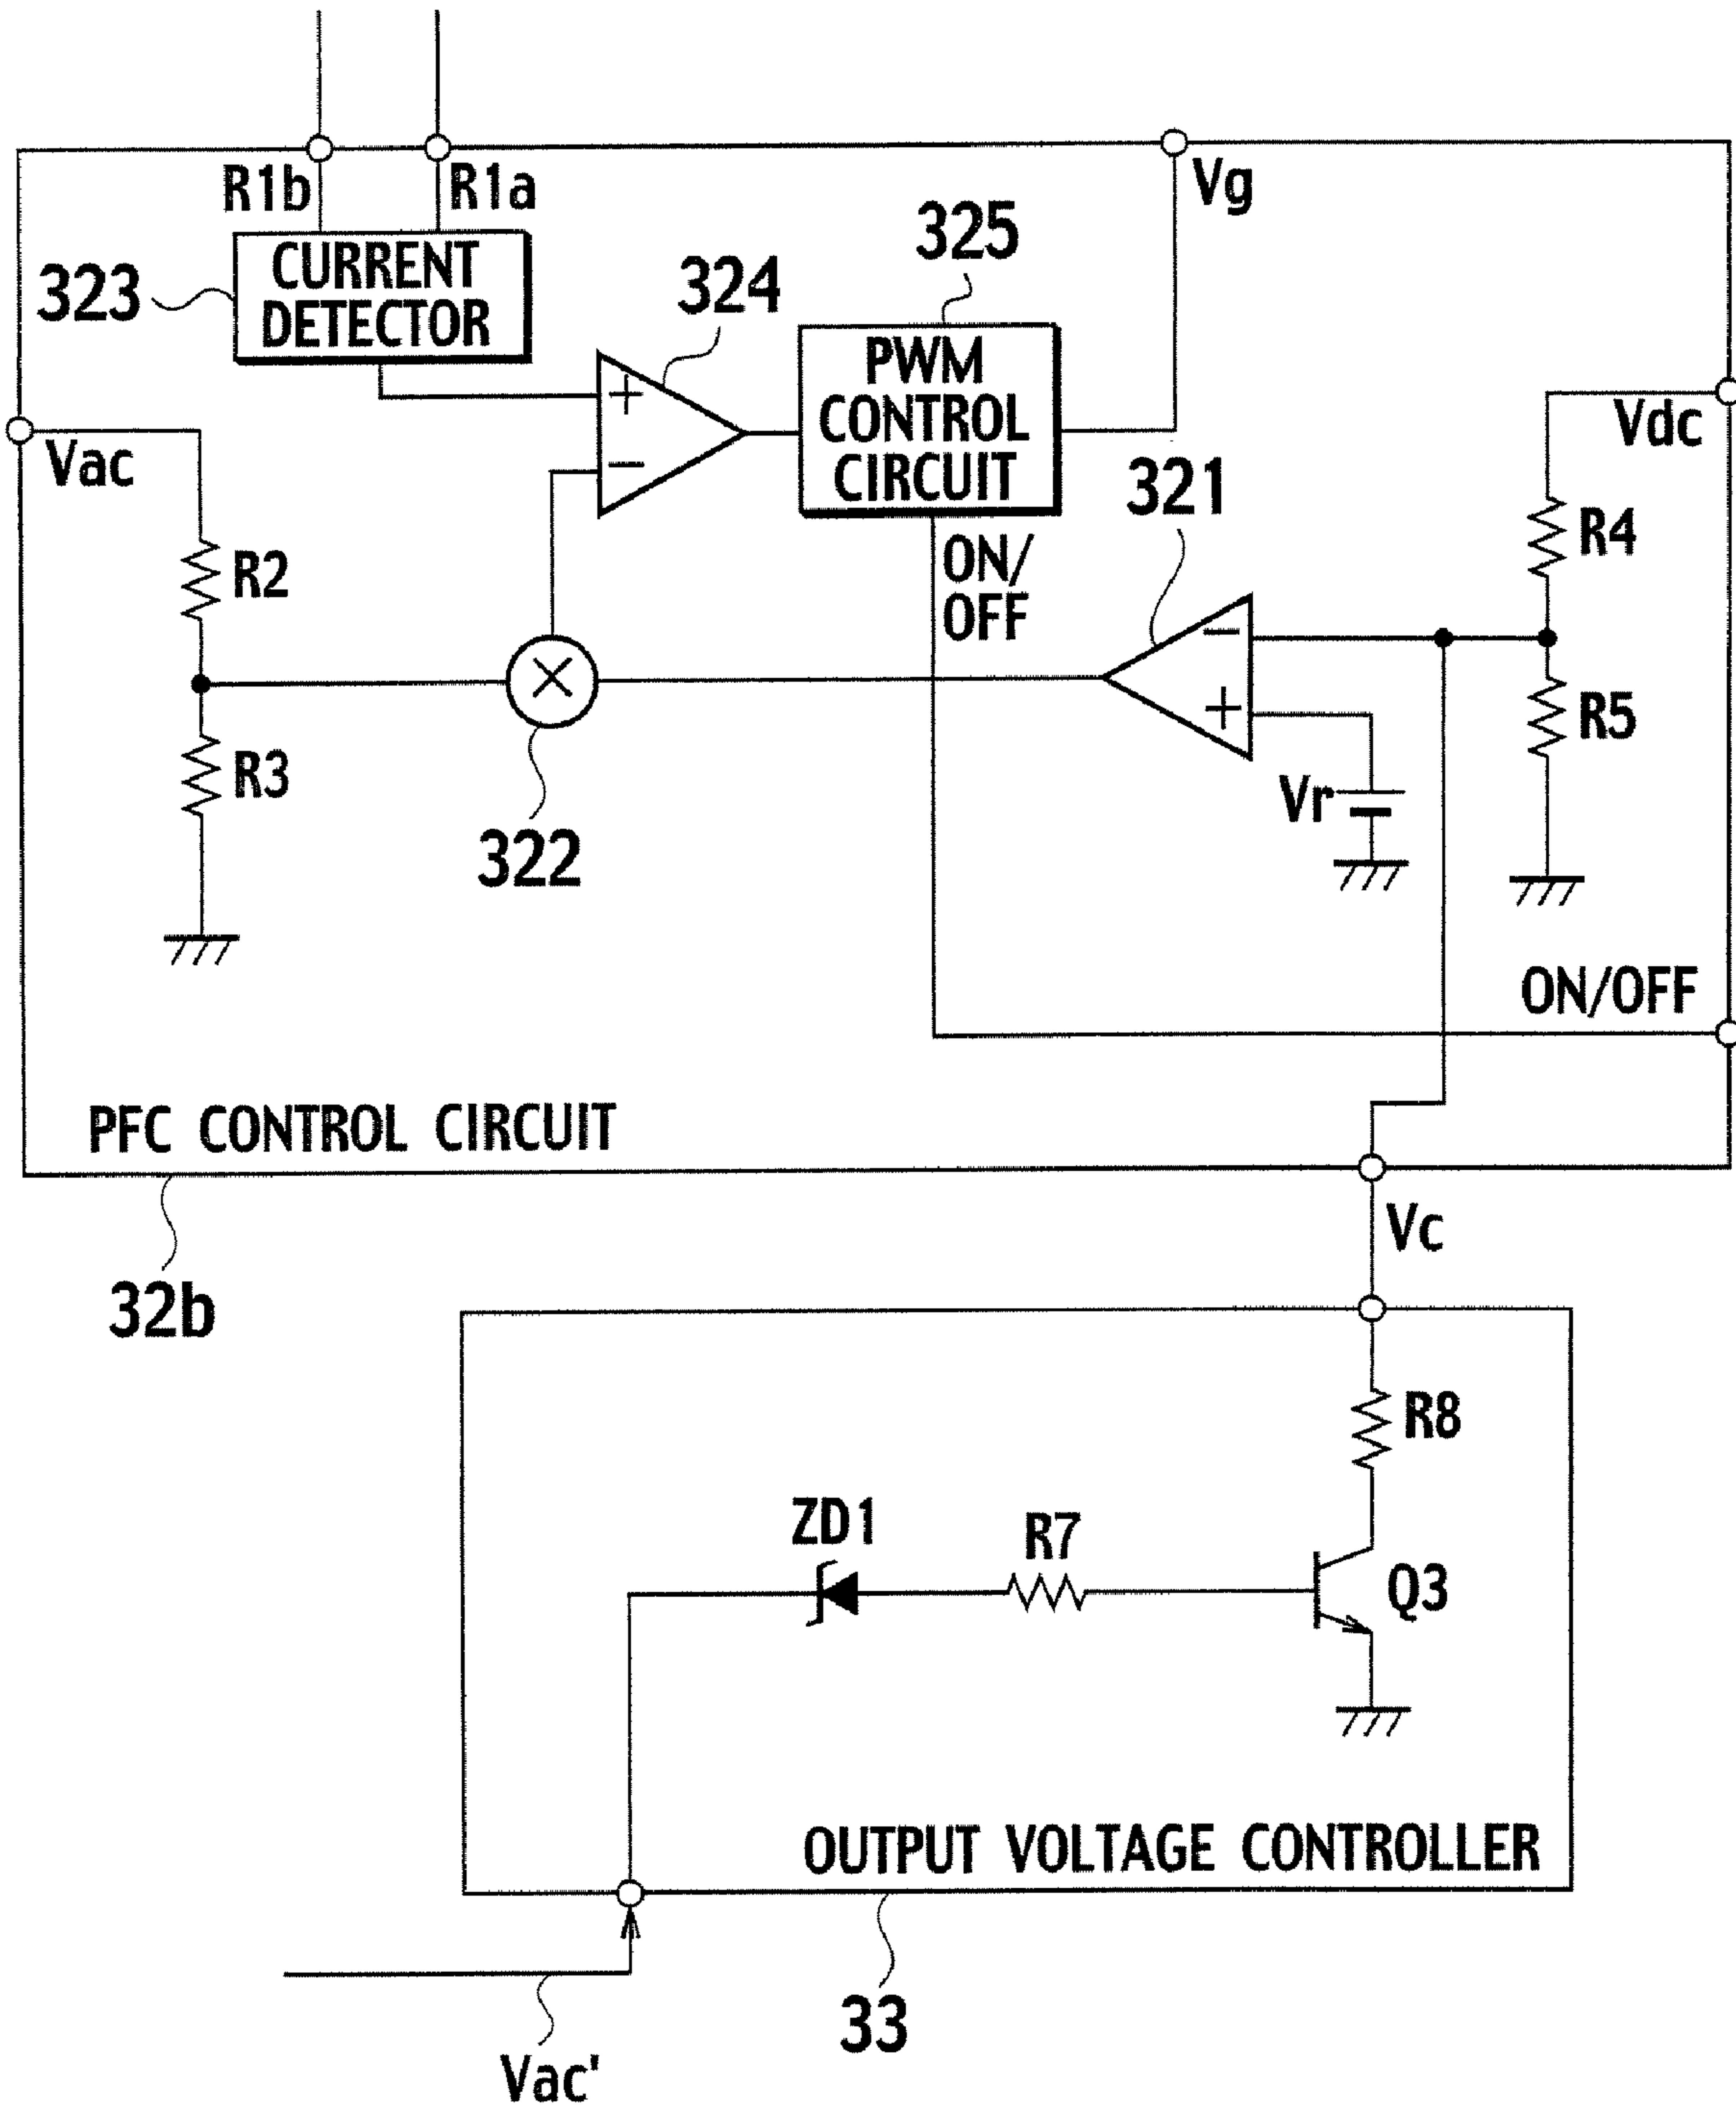 R1b
R1a
Vg
CURRENT
DETECTOR
323
324
325
PWM
CONTROL
CIRCUIT
Vac
Vdc
321
R2
ON/
OFF
R4
R3
R5
322
Vr
ON/OFF
PFC CONTROL CIRCUIT
32b
Vc
R8
ZD1
R7
Q3
OUTPUT VOLTAGE CONTROLLER
33
Vac'